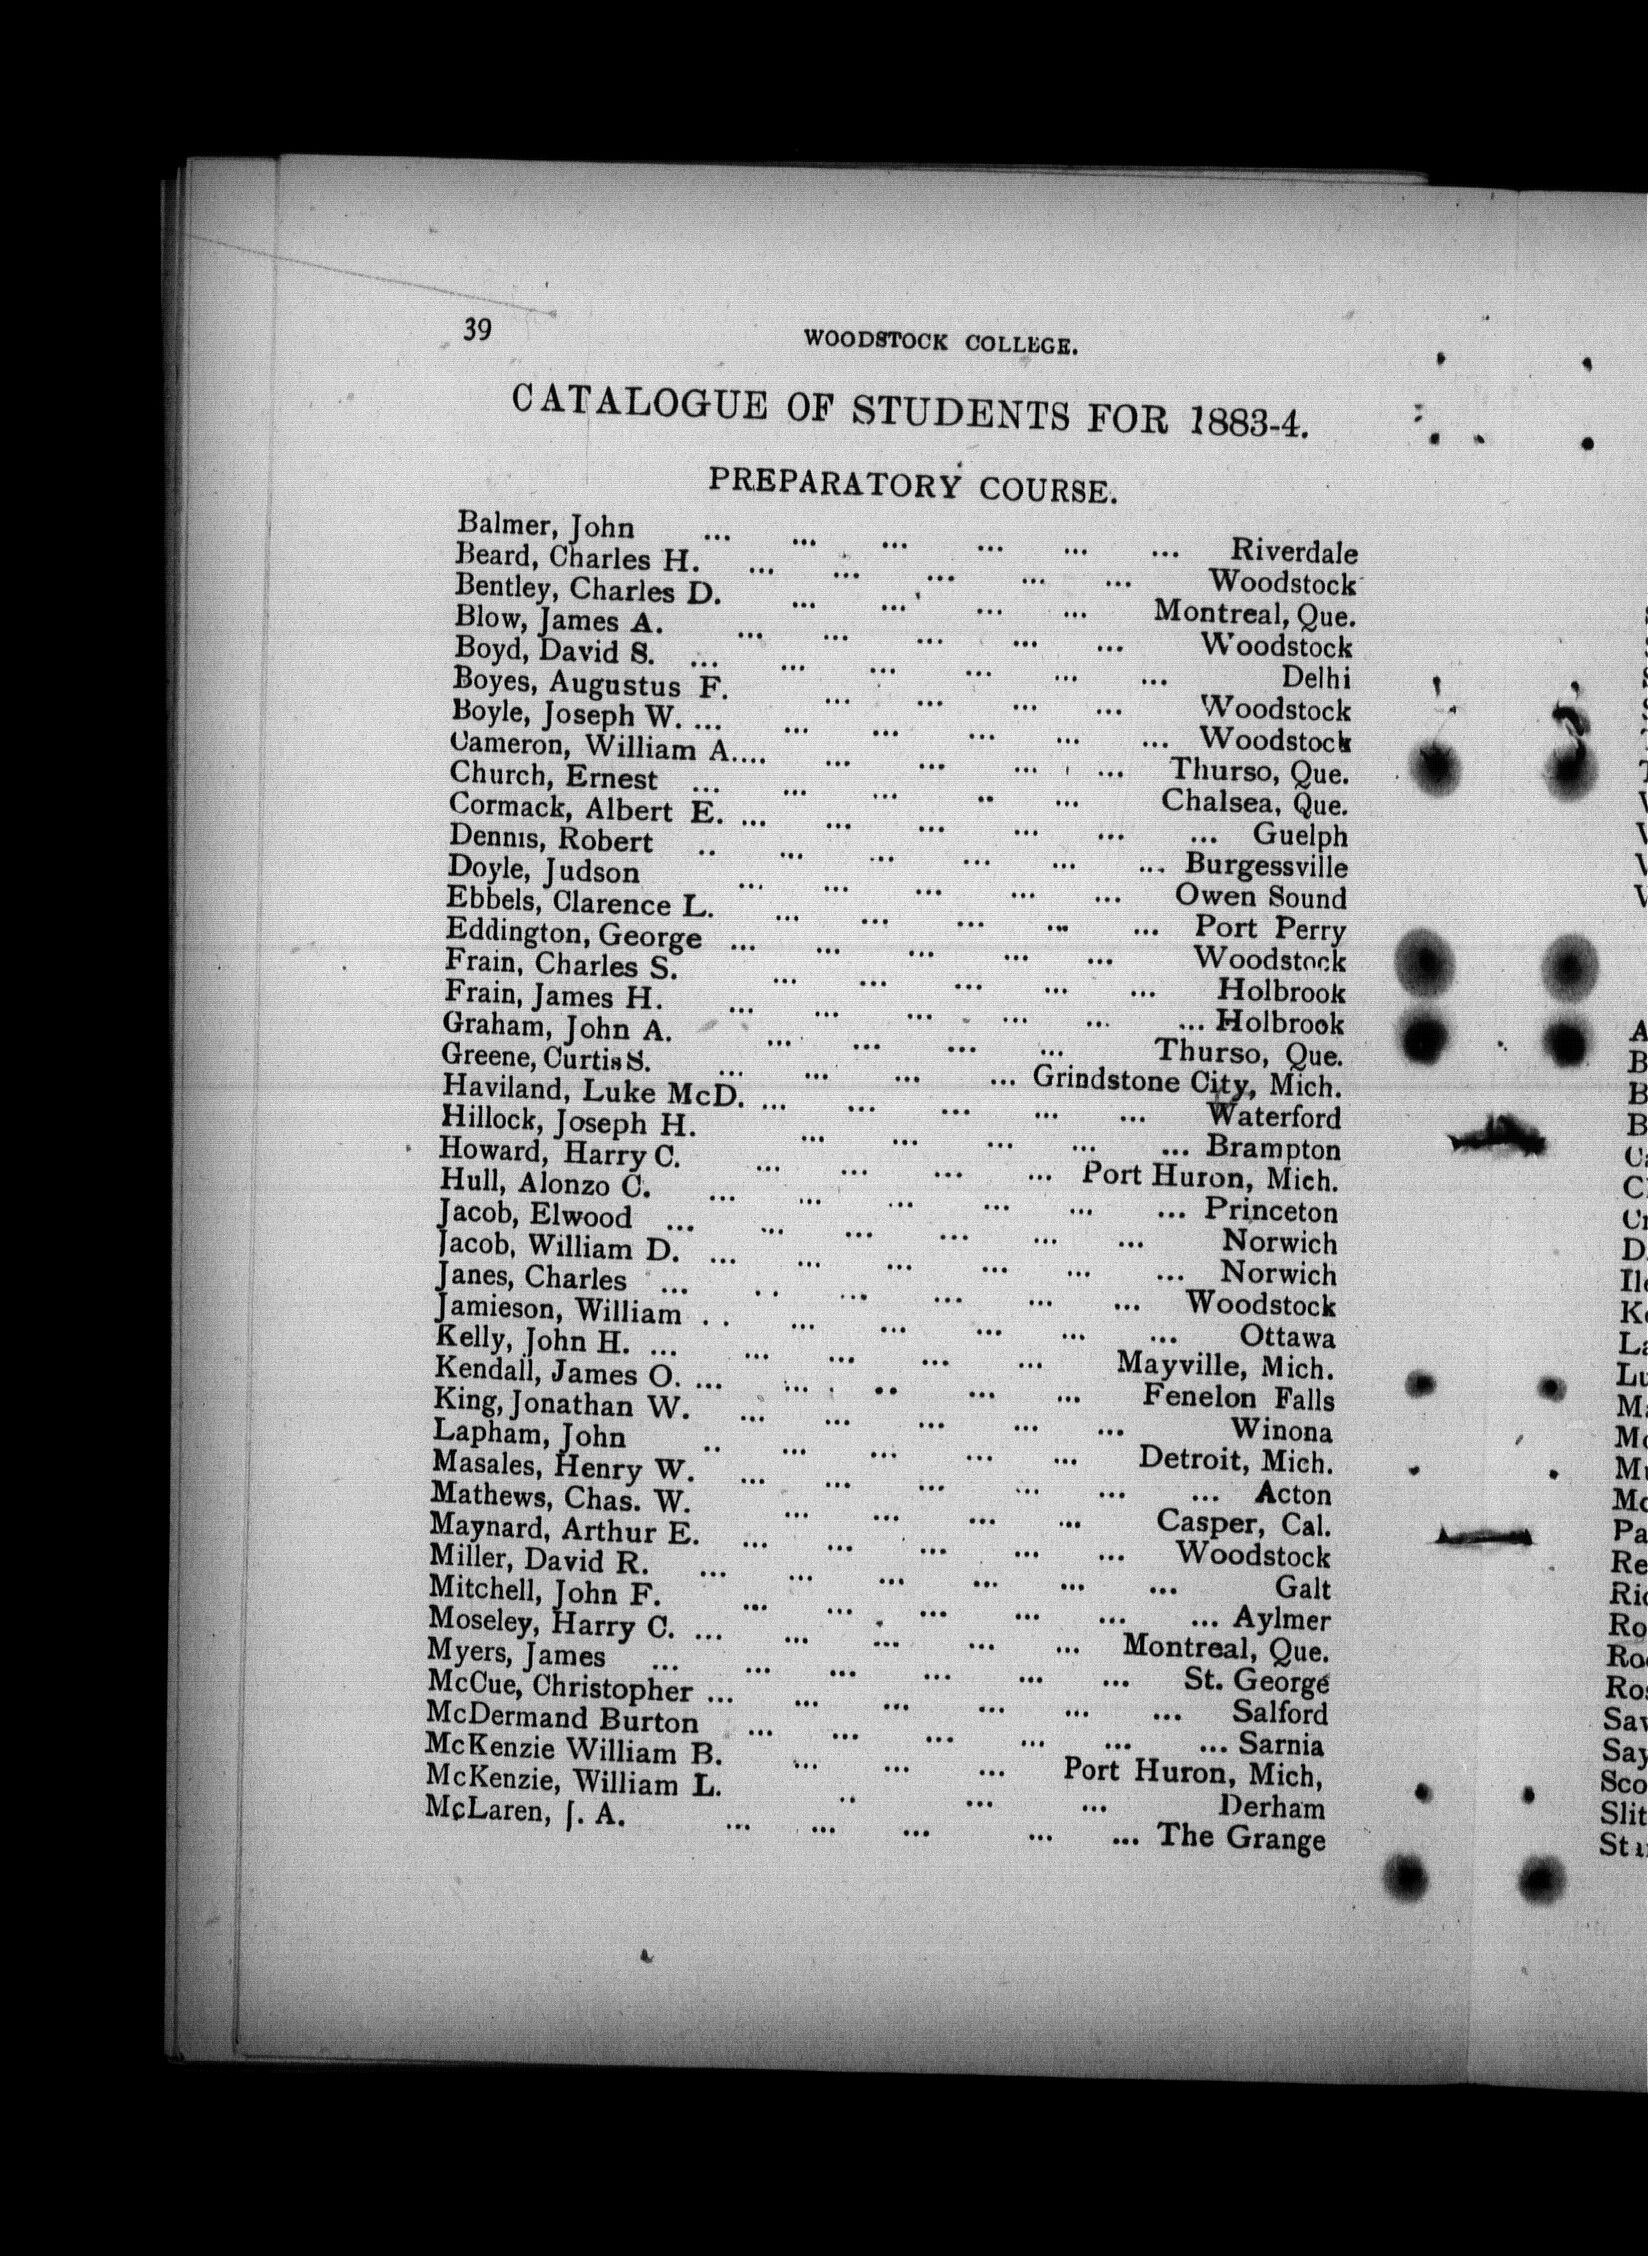 39 WOODSTOCK COLLEGE.
CATALOGUE OF STUDENTS FOR 1883-4.
PREPARATORY COURSE.
Balmer, John ... ... ... ... ... ... Riverdale
Beard, Charles H. ... ... ... ... ... Woodstock
Bentley, Charles D. ... ... ... ... Montreal, Que.
Blow, James A. ... ... ... ... ... Woodstock
Boyd, David S. ... ... ... ... ... ... Delhi
Boyes, Augustus F. ... ... ... ... Woodstock
Boyle, Joseph W. ... ... ... ... ... ... Woodstock
Cameron, William A.... ... ... ... ... Thurso, Que.
Church, Ernest ... ... ... .. ... Chalsea, Que.
Cormack, Albert E. ... ... ... ... ... ... Guelph
Dennis, Robert .. ... ... ... ... ... Burgessville
Doyle, Judson ... ... ... ... ... Owen Sound
Ebbels, Clarence L. ... ... ... ... ... Port Perry
Eddington, George ... ... ... ... ... Woodstock
Frain, Charles S. ... ... ... ... ... Holbrook
Frain, James H. ... ... ... ... ... ... Holbrook
Graham, John A. ... ... ... ... Thurso, Que.
Greene, Curtis S. ... ... ... ... Grindstone City, Mich.
Haviland, Luke McD. ... ... ... ... ... Waterford
Hillock, Joseph H. ... ... ... ... ... Brampton
Howard, Harry C. ... ... ... ... Port Huron, Mich.
Hull, Alonzo C. ... ... ... ... ... ... Princeton
Jacob, Elwood ... ... ... ... ... ... Norwich
Jacob, William D. ... ... ... ... ... ... Norwich
Janes, Charles ... .. ... ... ... ... Woodstock
Jamieson, William .. ... ... ... ... ... Ottawa
Kelly, John H. ... ... ... ... ... Mayville, Mich.
Kendall, James O. ... ... .. ... ... Fenelon Falls
King, Jonathan W. ... ... ... ... ... Winona
Lapham, John .. ... ... ... ... Detroit, Mich.
Masales, Henry W. ... ... ... ... ... ... Acton
Mathews, Chas. W. ... ... ... ... Casper, Cal.
Maynard, Arthur E. ... ... ... ... ... Woodstock
Miller, David R. ... ... ... ... ... ... Galt
Mitchell, John F. ... ... ... ... ... ... Aylmer
Moseley, Harry C. ... ... ... ... ... Montreal, Que.
Myers, James ... ... ... ... ... ... St. George
McCue, Christopher ... ... ... ... ... ... Salford
McDermand Burton ... ... ... ... ... ... Sarnia
McKenzie William B. ... ... ... Port Huron, Mich,
McKenzie, William L. .. ... ... Derham
McLaren, J. A. ... ... ... ... ... The Grange